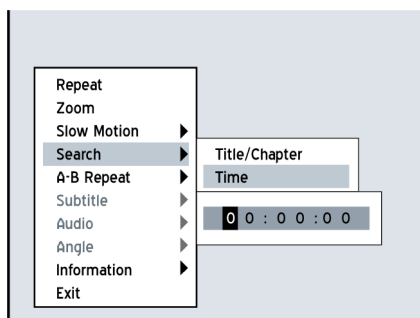 Repeat
Zoom
Slow Motion
Search
A-B Repeat
Subtitle
Audio
Angle
Information
Exit
Title/Chapter
Time
0 0 : 0 0 : 0 0